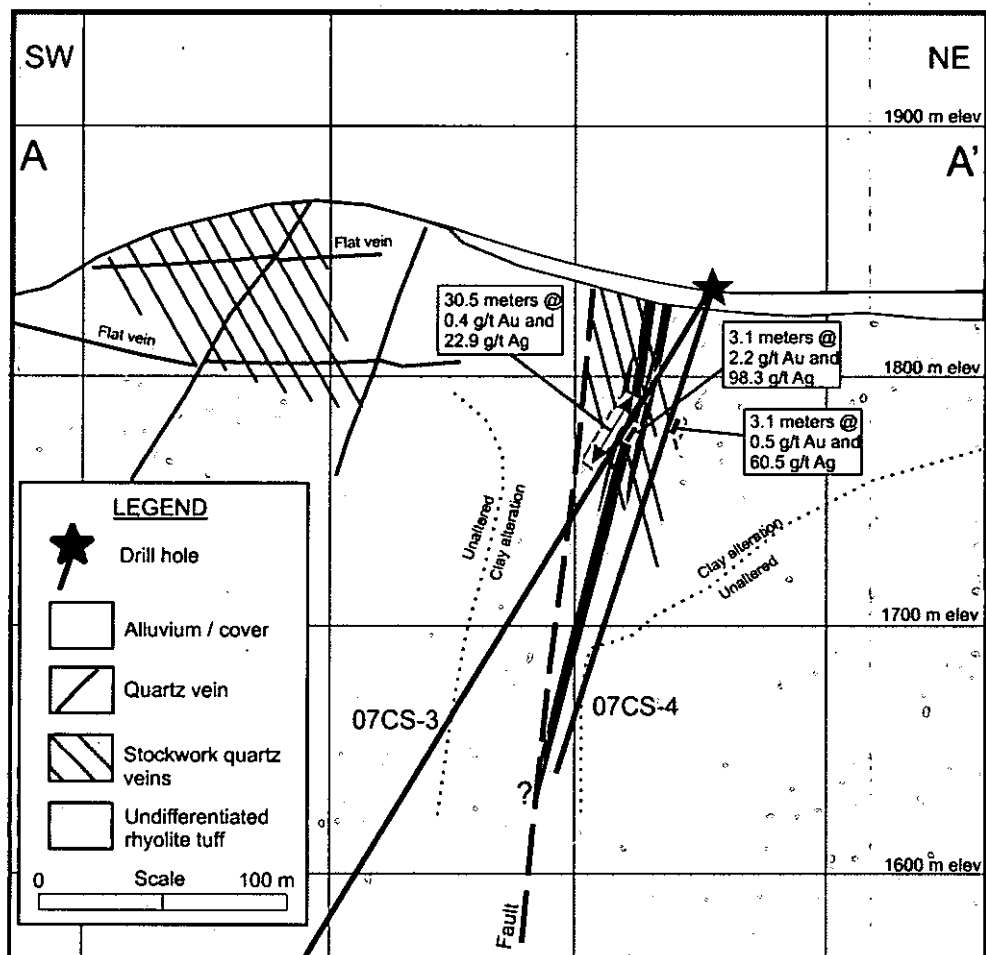 SW
NE
1900 m elev
A
A'
Flat vein
30.5 meters @
0.4 g/t Au and
22.9 g/t Ag
3.1 meters @
2.2 g/t Au and
98.3 g/t Ag
Flat vein
1800 m elev
3.1 meters @
0.5 g/t Au and
60.5 g/t Ag
Unaltered
Clay alteration
Clay alteration
Unaltered
1700 m elev
07CS-3
07CS-4
?
1600 m elev
Fault
LEGEND
Drill hole
Alluvium / cover
Quartz vein
Stockwork quartz
veins
Undifferentiated
rhyolite tuff
0 Scale 100 m